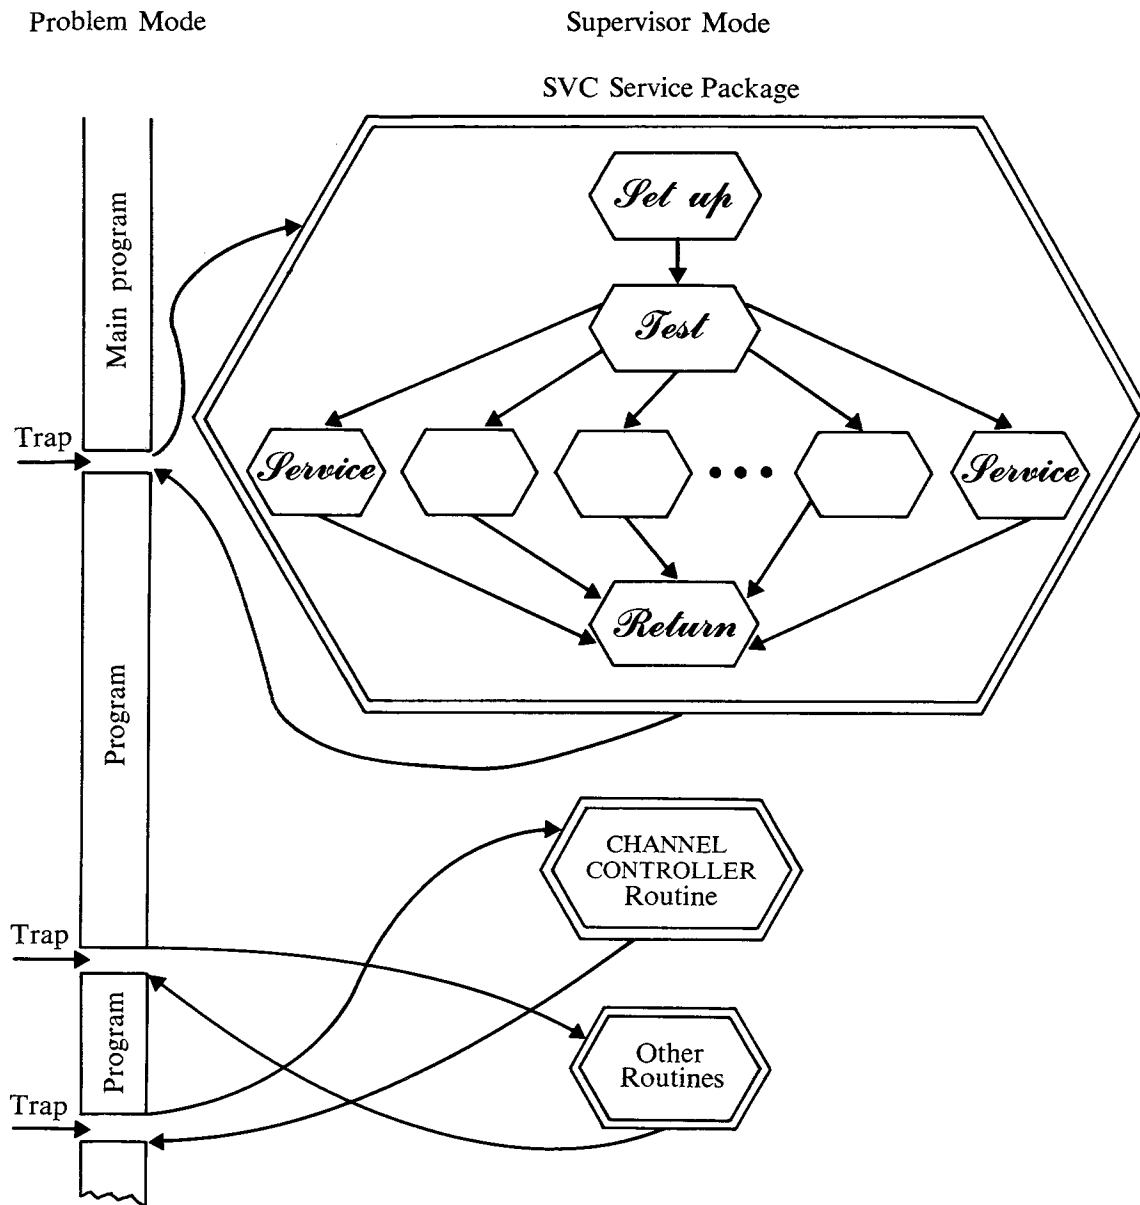 Problem Mode
Supervisor Mode
SVC Service Package
Main program
Set up
Test
Trap
Service
Service
Return
Program
CHANNEL
CONTROLLER
Routine
Trap
Program
Other
Routines
Trap